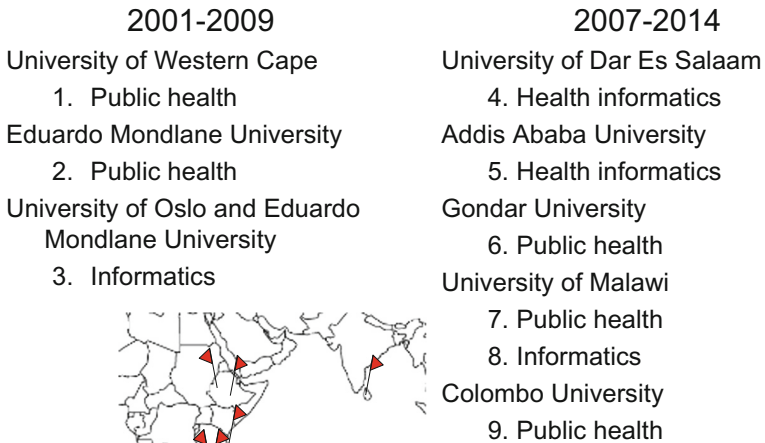 2001-2009
University of Western Cape
1. Public health
Eduardo Mondlane University
2. Public health
University of Oslo and Eduardo
Mondlane University
3. Informatics
2007-2014
University of Dar Es Salaam
4. Health informatics
Addis Ababa University
5. Health informatics
Gondar University
6. Public health
University of Malawi
7. Public health
8. Informatics
Colombo University
9. Public health